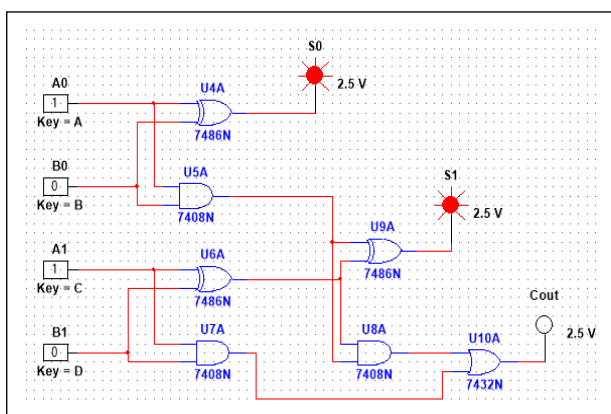 S0
A0
U4A
2.5 V
1
Key = A
7486N
B0
U5A
0
Key = B
7408N
S1
U9A
2.5 V
A1
U6A
1
7486N
Key = C
7486N
Cout
B1
U7A
U8A
U10A
2.5 V
0
Key = D
7408N
7408N
7432N